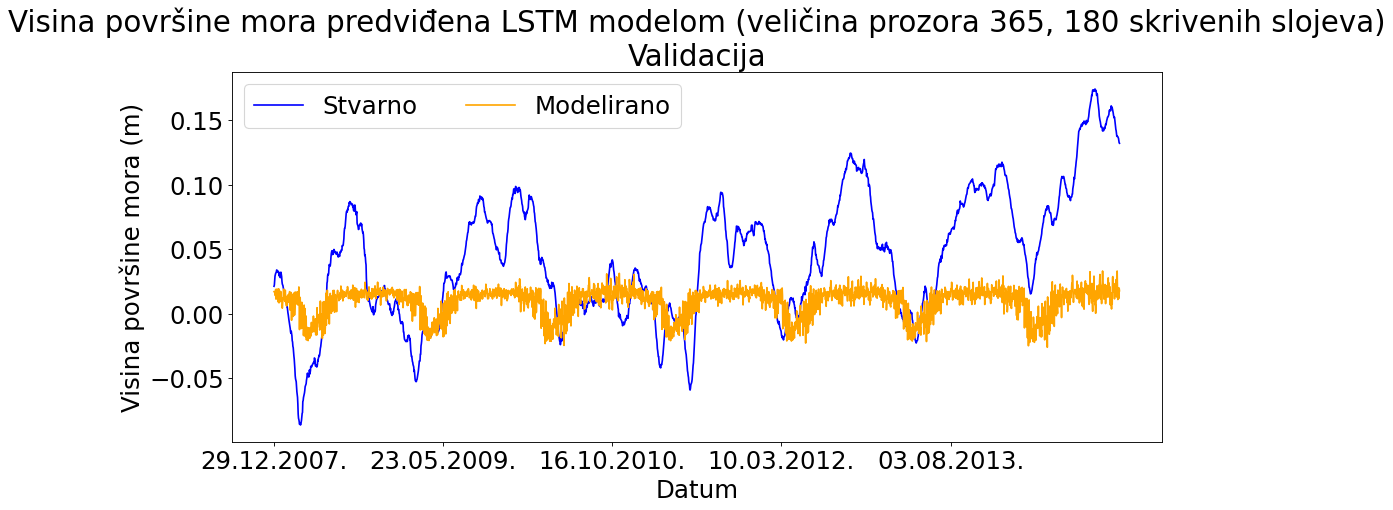 Visina površine mora predviđena LSTM modelom (veličina prozora 365, 180 skrivenih slojeva)
Validacija
Stvarno
Modelirano
Visina površine mora (m)
0.15
0.10
0.05
0.00
−0.05
29.12.2007.
23.05.2009.
16.10.2010.
10.03.2012.
03.08.2013.
Datum